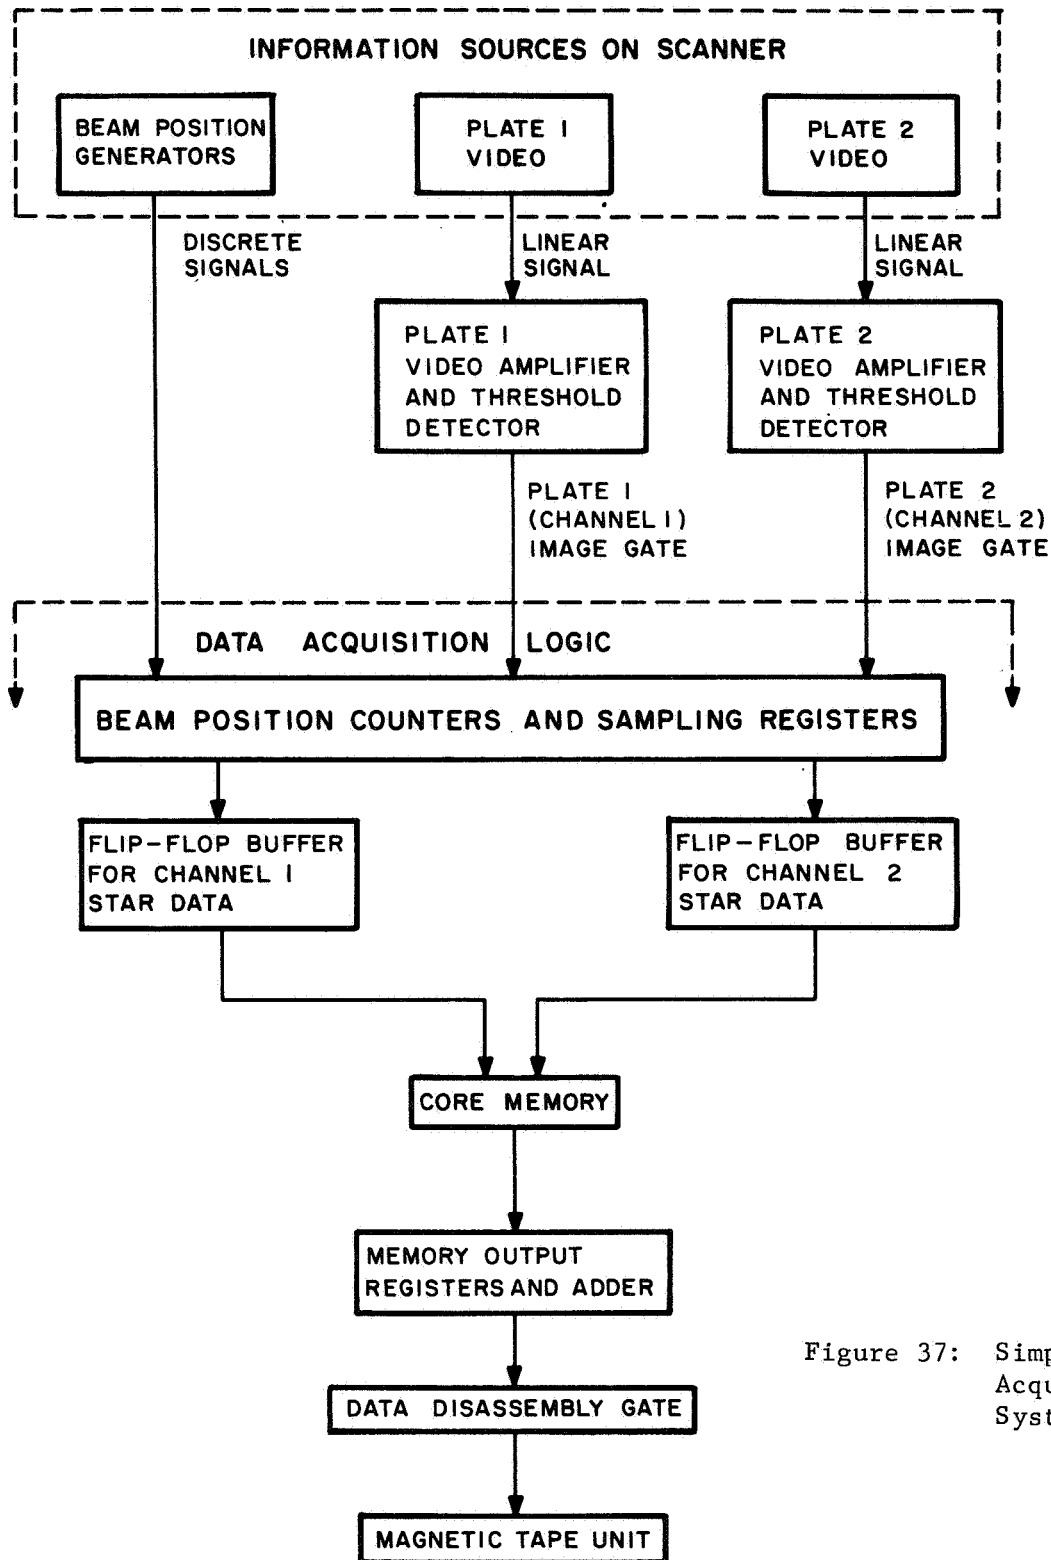 INFORMATION SOURCES ON SCANNER
BEAM POSITION
GENERATORS
PLATE 1
VIDEO
PLATE 2
VIDEO
DISCRETE
SIGNALS
LINEAR
SIGNAL
LINEAR
SIGNAL
PLATE 1
VIDEO AMPLIFIER
AND THRESHOLD
DETECTOR
PLATE 2
VIDEO AMPLIFIER
AND THRESHOLD
DETECTOR
PLATE 1
(CHANNEL 1)
IMAGE GATE
PLATE 2
(CHANNEL 2)
IMAGE GATE
DATA ACQUISITION LOGIC
BEAM POSITION COUNTERS AND SAMPLING REGISTERS
FLIP-FLOP BUFFER
FOR CHANNEL 1
STAR DATA
FLIP-FLOP BUFFER
FOR CHANNEL 2
STAR DATA
CORE MEMORY
MEMORY OUTPUT
REGISTERS AND ADDER
Figure 37:
DATA DISASSEMBLY GATE
MAGNETIC TAPE UNIT